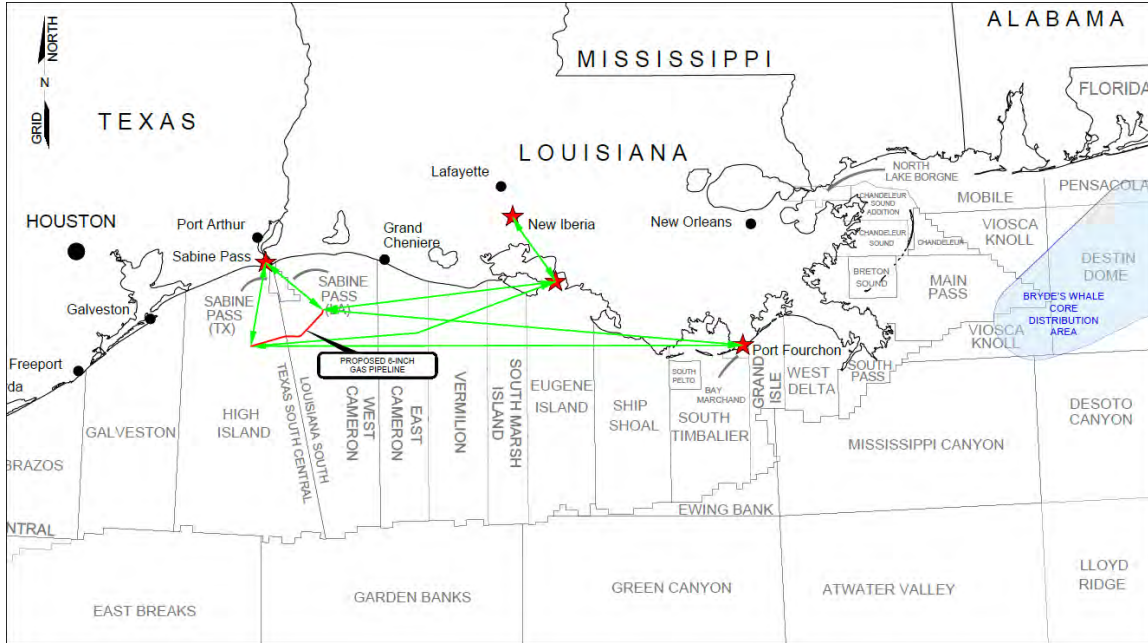 NORTH
N
GRID
TEXAS
LOUISIANA
MISSISSIPPI
ALABAMA
FLORIDA
Lafayette
New Iberia
New Orleans
HOUSTON
Port Arthur
Sabine Pass
Grand
Cheniere
Galveston
Freeport
SABINE
PASS
(TX)
SABINE
PASS
(LA)
PROPOSED 6-INCH
GAS PIPELINE
Port Fourchon
NORTH
LAKE BORGNE
CHANDELEUR
SOUND
ADDITION
CHANDELEUR
SOUND
CHANDELEUR
BRETON
SOUND
MOBILE
PENSACOLA
VIOSCA
KNOLL
DESTIN
DOME
MAIN
PASS
BRYDE'S WHALE
CORE
DISTRIBUTION
AREA
VIOSCA
KNOLL
GALVESTON
HIGH
ISLAND
TEXAS SOUTH CENTRAL
LOUISIANA SOUTH
WEST
CAMERON
EAST
CAMERON
VERMILION
SOUTH MARSH
ISLAND
EUGENE
ISLAND
SHIP
SHOAL
SOUTH
PELTO
BAY
MARCHAND
SOUTH
TIMBALIER
GRAND
ISLE
WEST
DELTA
SOUTH
PASS
MISSISSIPPI CANYON
DESOTO
CANYON
BRAZOS
NTRAL
EWING BANK
EAST BREAKS
GARDEN BANKS
GREEN CANYON
ATWATER VALLEY
LLOYD
RIDGE